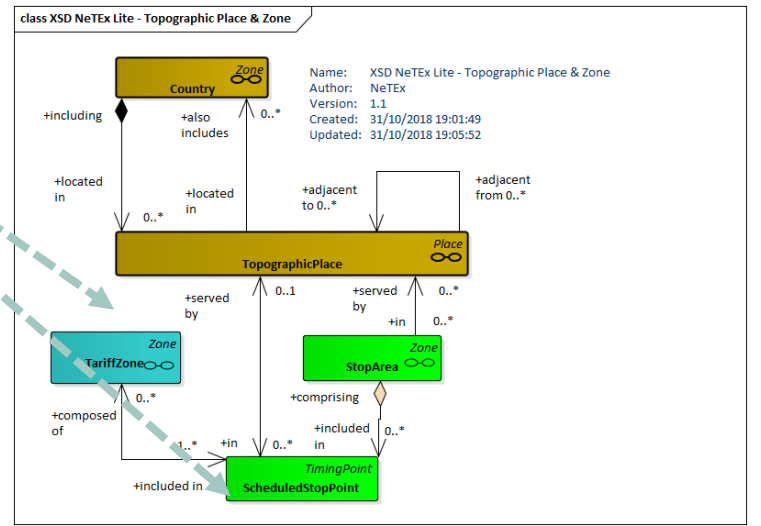 class XSD NeTEx Lite - Topographic Place & Zone
Zone
Country
Name: XSD NeTEx Lite - Topographic Place & Zone
Author: NeTEx
Version: 1.1
Created: 31/10/2018 19:01:49
Updated: 31/10/2018 19:05:52
+including
+also
includes
0..*
+located
in
0..*
+located
in
+adjacent
to 0..*
+adjacent
from 0..*
Place
TopographicPlace
+served
by
0..1
+served
by
0..*
+in
0..*
Zone
TariffZone
Zone
StopArea
0..*
+comprising
+composed
of
1..*
+in
0..*
+included
in
0..*
+included in
TimingPoint
ScheduledStopPoint